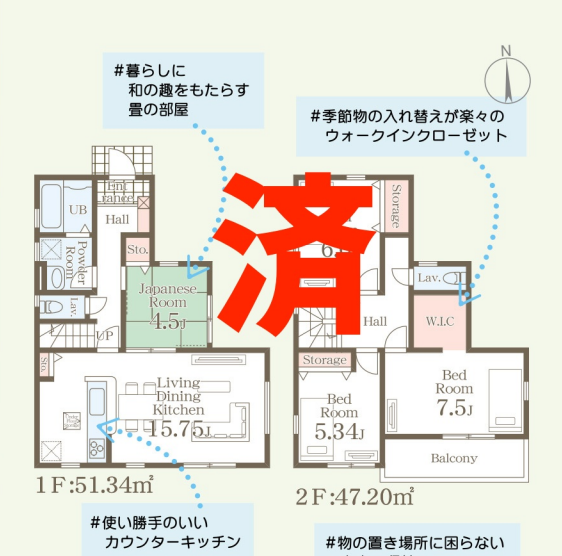 N
#暮らしに
和の趣をもたらす
畳の部屋
#季節物の入れ替えが楽々の
ウォークインクローゼット
済
Ent
rance
Hall
UB
Sto.
Powder
Room
Lav.
UP
Japanese
Room
4.5J
Sto.
Living
Dining
Kitchen
15.75J
1F:51.34㎡
Storage
Lav.
Hall
W.I.C
Storage
Bed
Room
5.34J
Bed
Room
7.5J
Balcony
2F:47.20㎡
#使い勝手のいい
カウンターキッチン
#物の置き場所に困らない